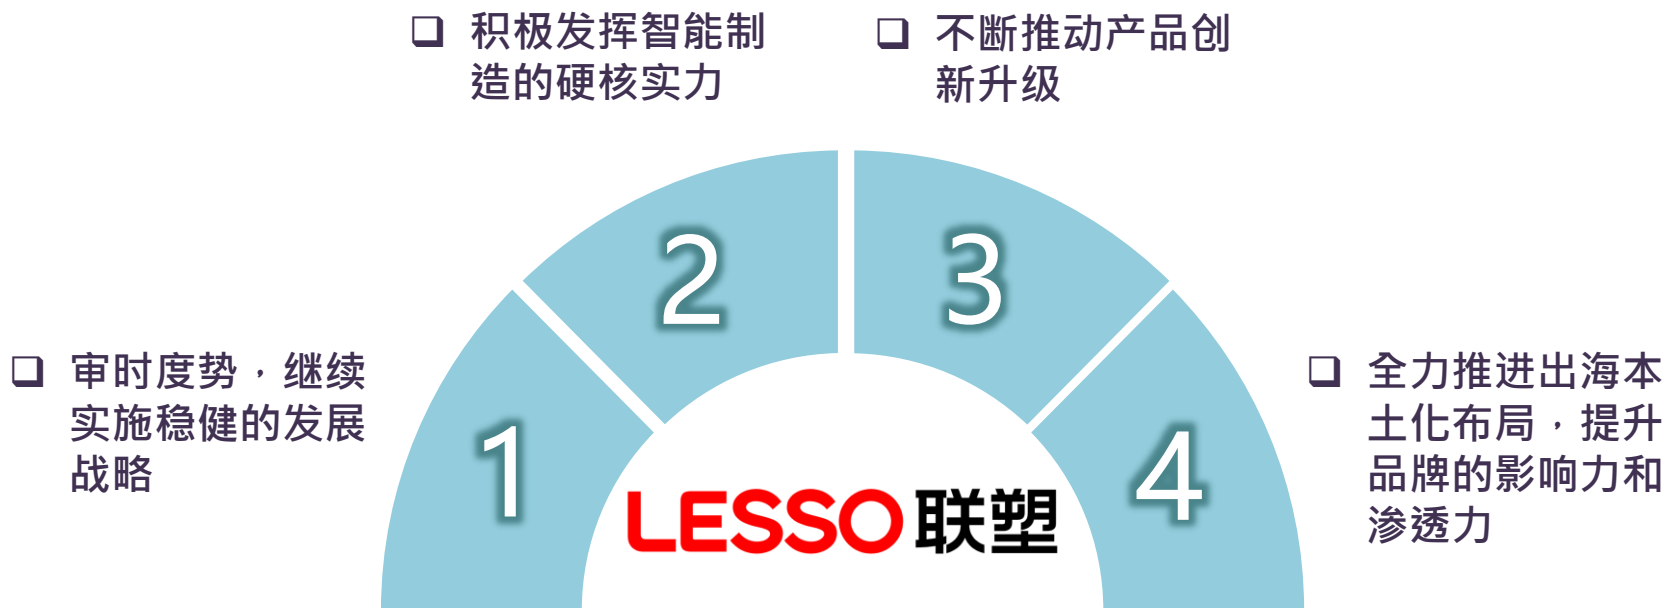 积极发挥智能制
造的硬核实力
不断推动产品创
新升级
2
3
审时度势，继续
实施稳健的发展
战略
1
4
全力推进出海本
土化布局，提升
品牌的影响力和
渗透力
LESSO联塑